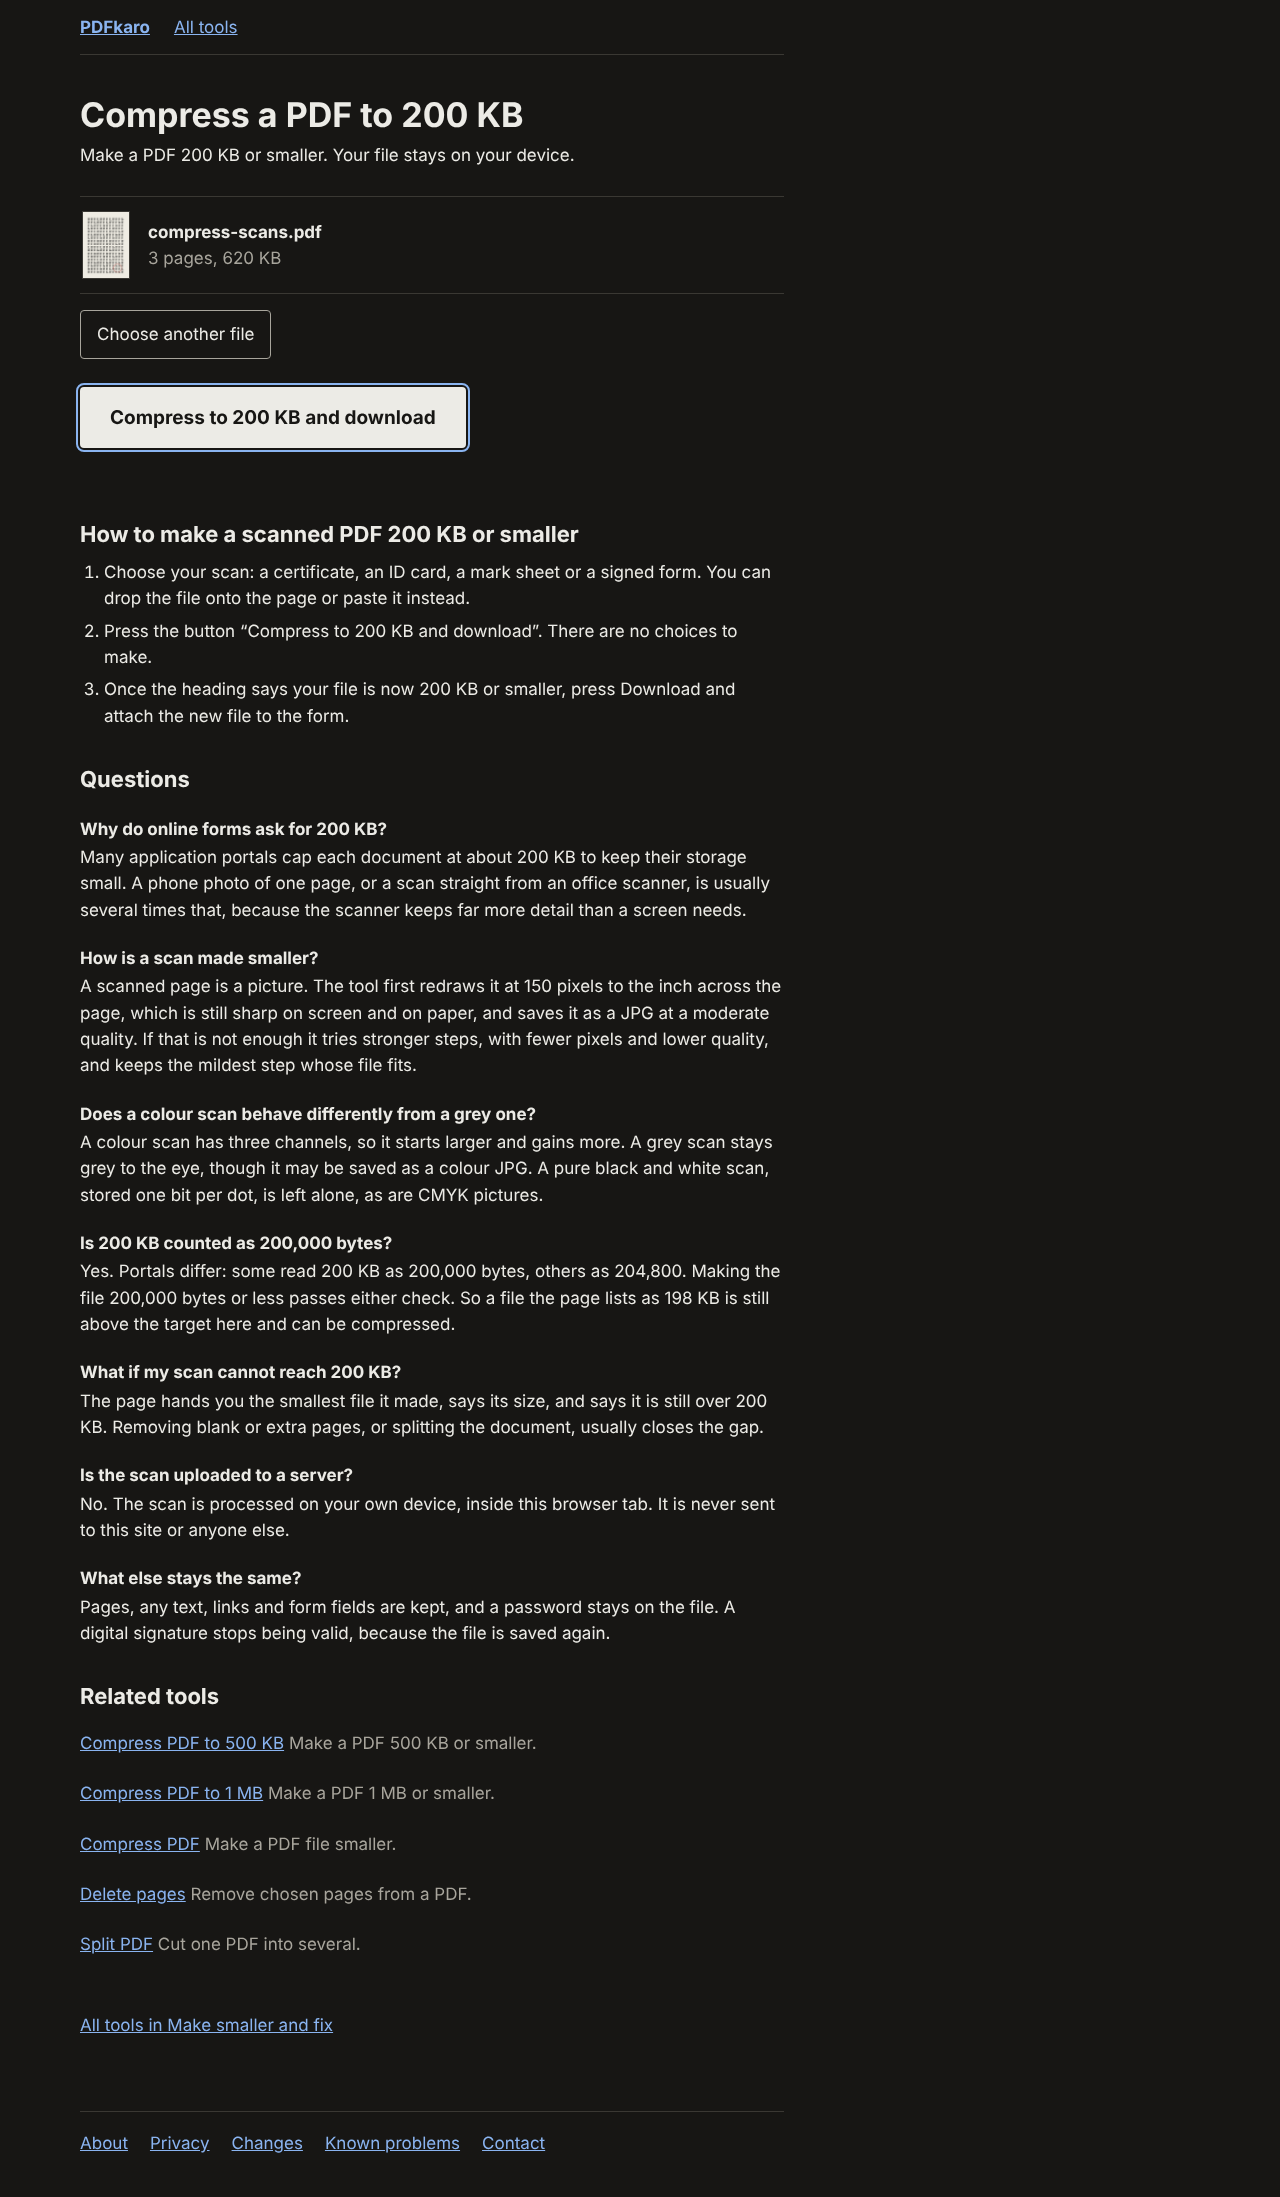 PDFkaro All tools
Compress a PDF to 200 KB
Make a PDF 200 KB or smaller. Your file stays on your device.
compress-scans.pdf
3 pages, 620 KB
Choose another file
Compress to 200 KB and download
How to make a scanned PDF 200 KB or smaller
1. Choose your scan: a certificate, an ID card, a mark sheet or a signed form. You can
drop the file onto the page or paste it instead.
2. Press the button “Compress to 200 KB and download”. There are no choices to
make.
3. Once the heading says your file is now 200 KB or smaller, press Download and
attach the new file to the form.
Questions
Why do online forms ask for 200 KB?
Many application portals cap each document at about 200 KB to keep their storage
small. A phone photo of one page, or a scan straight from an office scanner, is usually
several times that, because the scanner keeps far more detail than a screen needs.
How is a scan made smaller?
A scanned page is a picture. The tool first redraws it at 150 pixels to the inch across the
page, which is still sharp on screen and on paper, and saves it as a JPG at a moderate
quality. If that is not enough it tries stronger steps, with fewer pixels and lower quality,
and keeps the mildest step whose file fits.
Does a colour scan behave differently from a grey one?
A colour scan has three channels, so it starts larger and gains more. A grey scan stays
grey to the eye, though it may be saved as a colour JPG. A pure black and white scan,
stored one bit per dot, is left alone, as are CMYK pictures.
Is 200 KB counted as 200,000 bytes?
Yes. Portals differ: some read 200 KB as 200,000 bytes, others as 204,800. Making the
file 200,000 bytes or less passes either check. So a file the page lists as 198 KB is still
above the target here and can be compressed.
What if my scan cannot reach 200 KB?
The page hands you the smallest file it made, says its size, and says it is still over 200
KB. Removing blank or extra pages, or splitting the document, usually closes the gap.
Is the scan uploaded to a server?
No. The scan is processed on your own device, inside this browser tab. It is never sent
to this site or anyone else.
What else stays the same?
Pages, any text, links and form fields are kept, and a password stays on the file. A
digital signature stops being valid, because the file is saved again.
Related tools
Compress PDF to 500 KB Make a PDF 500 KB or smaller.
Compress PDF to 1 MB Make a PDF 1 MB or smaller.
Compress PDF Make a PDF file smaller.
Delete pages Remove chosen pages from a PDF.
Split PDF Cut one PDF into several.
All tools in Make smaller and fix
About Privacy Changes Known problems Contact